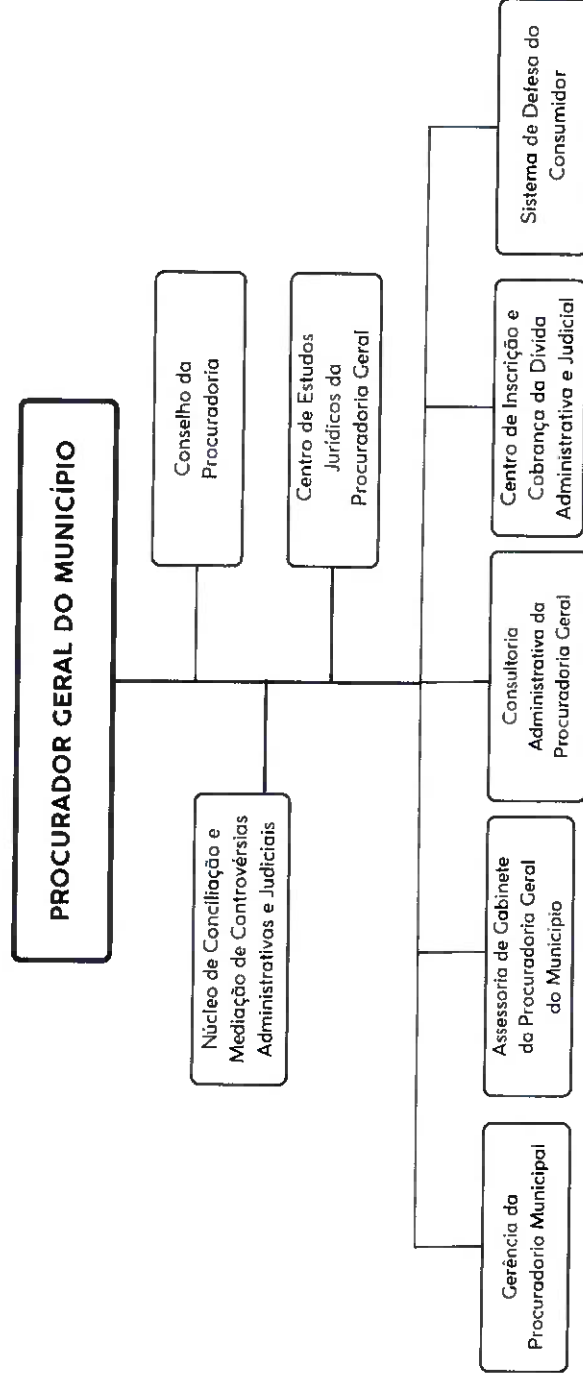 PROCURADOR GERAL DO MUNICÍPIO
Conselho da
Procuradoria
Núcleo de Conciliação e
Mediação de Controvérsias
Administrativas e Judiciais
Centro de Estudos
Jurídicos da
Procuradoria Geral
Gerência da
Procuradoria Municipal
Assessoria de Gabinete
da Procuradoria Geral
do Município
Consultoria
Administrativa da
Procuradoria Geral
Centro de Inscrição e
Cobrança da Dívida
Administrativa e Judicial
Sistema de Defesa do
Consumidor